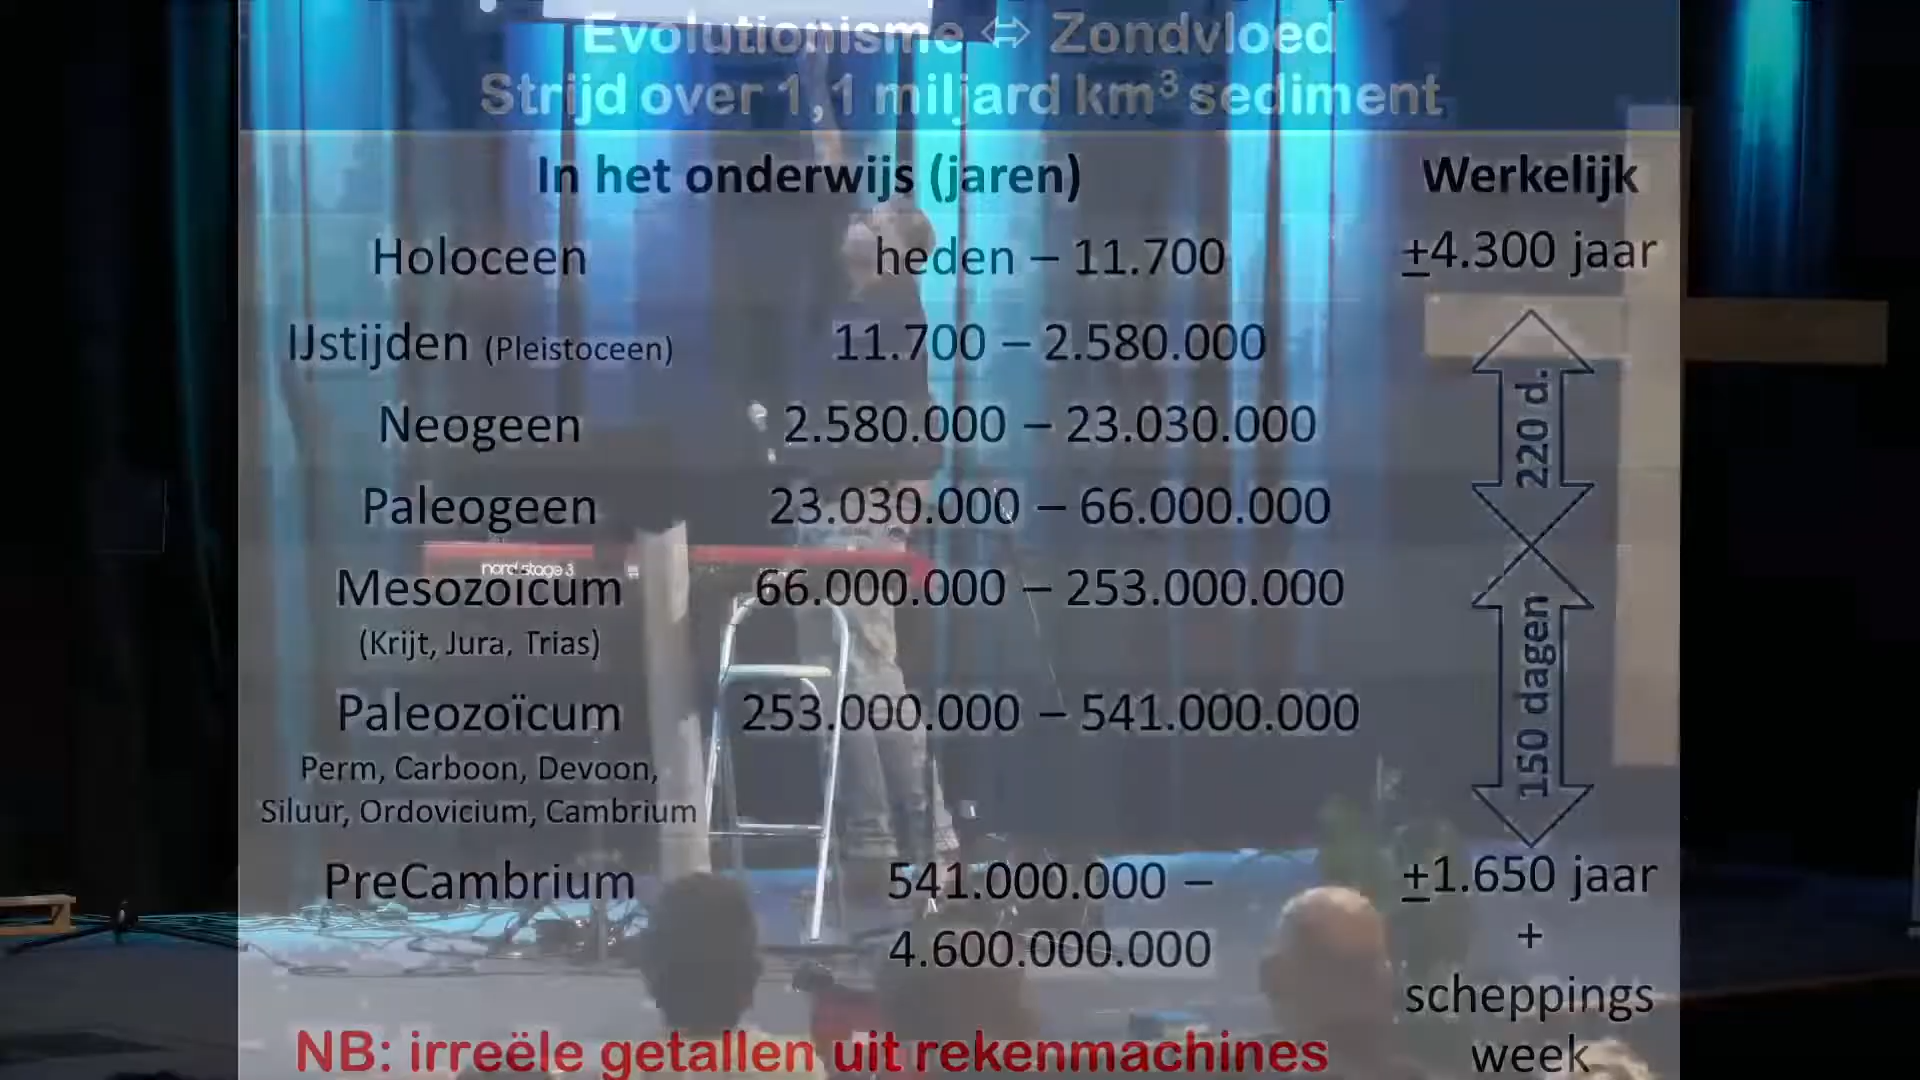 Evolutionisme ⇔ Zondvloed
Strijd over 1,1 miljard km³ sediment
In het onderwijs (jaren) Werkelijk
Holoceen heden – 11.700 ±4.300 jaar
IJstijden (Pleistoceen) 11.700 – 2.580.000
220 d.
Neogeen 2.580.000 – 23.030.000
Paleogeen 23.030.000 – 66.000.000
nord stage 3
Mesozoïcum 66.000.000 – 253.000.000
(Krijt, Jura, Trias)
150 dagen
Paleozoïcum 253.000.000 – 541.000.000
Perm, Carboon, Devoon,
Siluur, Ordovicium, Cambrium
PreCambrium 541.000.000 – ±1.650 jaar
4.600.000.000 +
scheppings
NB: irreële getallen uit rekenmachines week